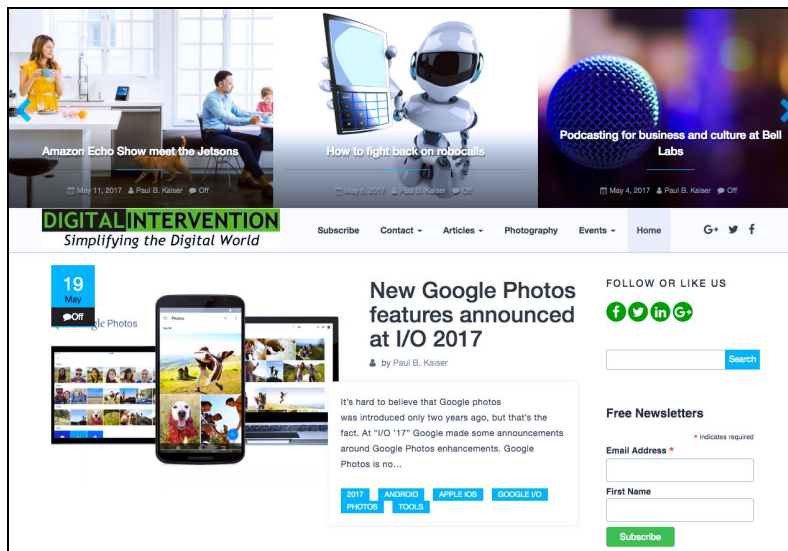 Amazon Echo Show meet the Jetsons
May 11, 2017 Paul B. Kaiser Off
How to fight back on robocalls
May 8, 2017 Paul B. Kaiser Off
Podcasting for business and culture at Bell
Labs
May 4, 2017 Paul B. Kaiser Off
DIGITAL INTERVENTION
Simplifying the Digital World
Subscribe Contact Articles Photography Events Home G+
19
May
Off
gle Photos
Photos
New Google Photos
features announced
at I/O 2017
by Paul B. Kaiser
It's hard to believe that Google photos
was introduced only two years ago, but that's the
fact. At "I/O '17" Google made some announcements
around Google Photos enhancements. Google
Photos is no...
2017 ANDROID APPLE IOS GOOGLE I/O
PHOTOS TOOLS
FOLLOW OR LIKE US
f in G+
Search
Free Newsletters
* indicates required
Email Address *
First Name
Subscribe